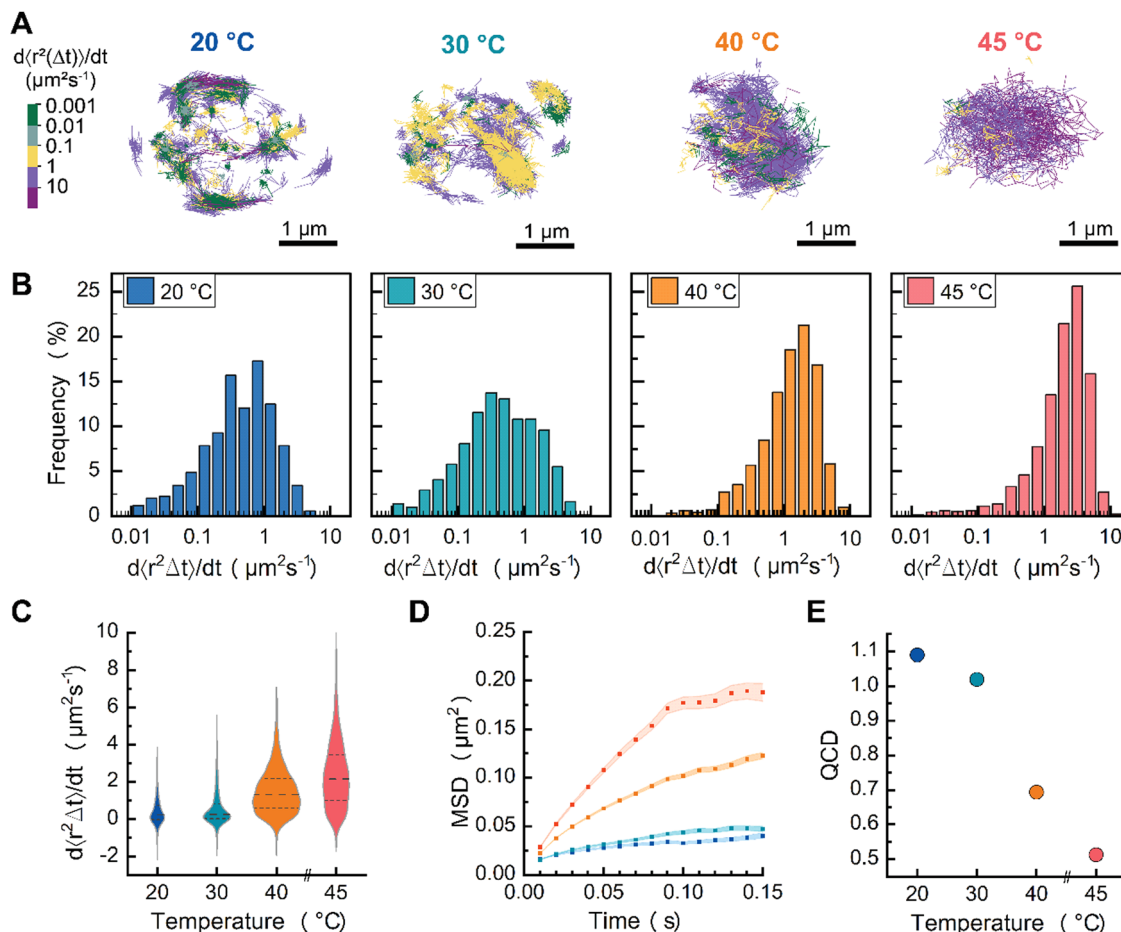 A
d⟨r²(Δt)⟩/dt
(μm²s⁻¹)
0.001
0.01
0.1
1
10
20 °C
30 °C
40 °C
45 °C
1 μm
1 μm
1 μm
1 μm
B
Frequency (%)
25
20
15
10
5
0
20 °C
30 °C
40 °C
45 °C
0.01 0.1 1 10
0.01 0.1 1 10
0.1 1 10
0.1 1 10
d⟨r²Δt⟩/dt (μm²s⁻¹)
d⟨r²Δt⟩/dt (μm²s⁻¹)
d⟨r²Δt⟩/dt (μm²s⁻¹)
d⟨r²Δt⟩/dt (μm²s⁻¹)
C
d⟨r²Δt⟩/dt (μm²s⁻¹)
10
8
6
4
2
0
-2
20 30 40 45
Temperature (°C)
D
MSD (μm²)
0.25
0.20
0.15
0.10
0.05
0.00
0.00 0.05 0.10 0.15
Time (s)
E
QCD
1.1
1.0
0.9
0.8
0.7
0.6
0.5
20 30 40 45
Temperature (°C)